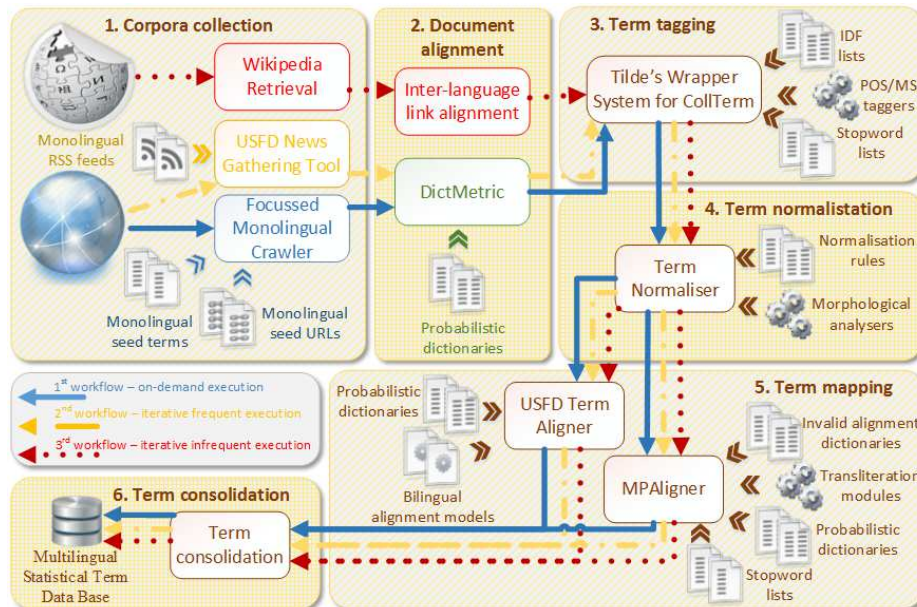 1. Corpora collection
Wikipedia
Retrieval
Monolingual
RSS feeds
USFD News
Gathering Tool
Focussed
Monolingual
Crawler
Monolingual
seed terms
Monolingual
seed URLs
2. Document
alignment
Inter-language
link alignment
DictMetric
Probabilistic
dictionaries
3. Term tagging
Tilde's Wrapper
System for CollTerm
IDF
lists
POS/MS
taggers
Stopword
lists
4. Term normalistation
Term
Normaliser
Normalisation
rules
Morphological
analysers
1st workflow – on-demand execution
2nd workflow – iterative frequent execution
3rd workflow – iterative infrequent execution
5. Term mapping
Probabilistic
dictionaries
USFD Term
Aligner
Bilingual
alignment models
MPAligner
Invalid alignment
dictionaries
Transliteration
modules
Probabilistic
dictionaries
Stopword
lists
6. Term consolidation
Term
consolidation
Multilingual
Statistical Term
Data Base